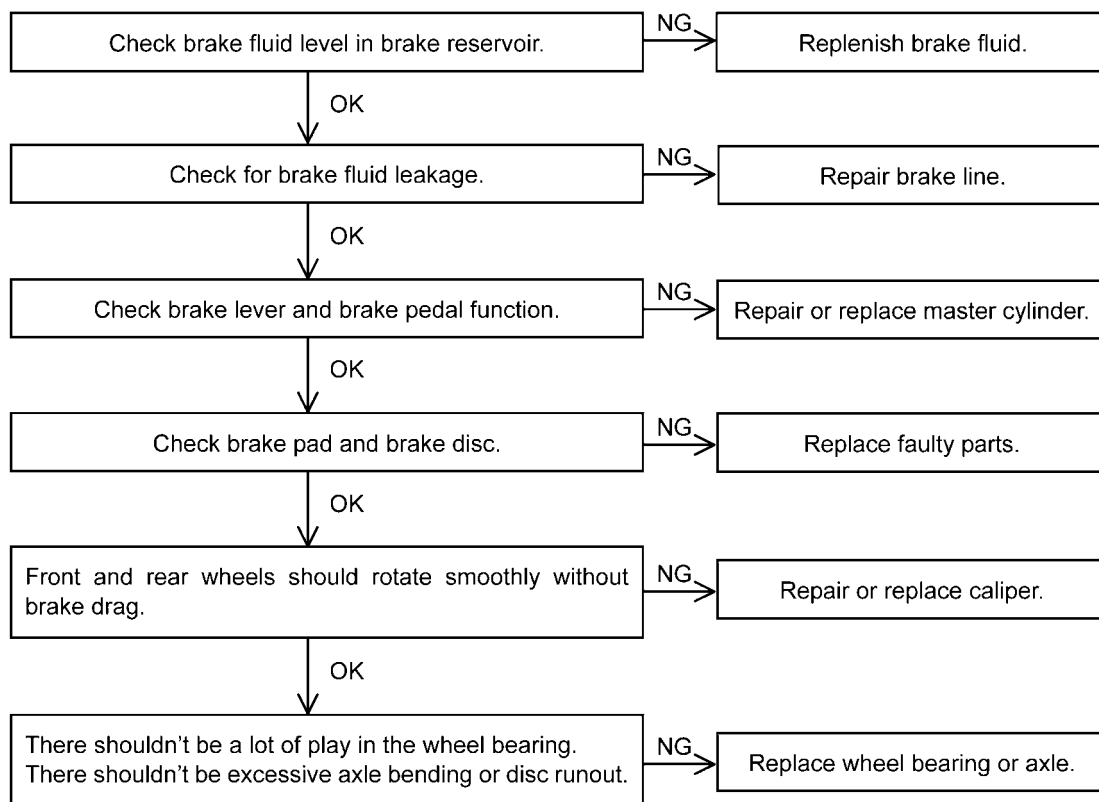 Check brake fluid level in brake reservoir.
NG
Replenish brake fluid.
OK
Check for brake fluid leakage.
NG
Repair brake line.
OK
Check brake lever and brake pedal function.
NG
Repair or replace master cylinder.
OK
Check brake pad and brake disc.
NG
Replace faulty parts.
OK
Front and rear wheels should rotate smoothly without
brake drag.
NG
Repair or replace caliper.
OK
There shouldn't be a lot of play in the wheel bearing.
There shouldn't be excessive axle bending or disc runout.
NG
Replace wheel bearing or axle.